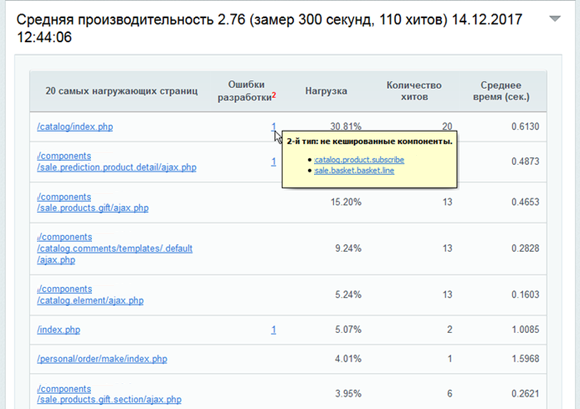 Средняя производительность 2.76 (замер 300 секунд, 110 хитов) 14.12.2017
12:44:06
20 самых нагружающих страниц Ошибки разработки2 Нагрузка Количество хитов Среднее время (сек.)
/catalog/index.php 1 30.81% 20 0.6130
2-й тип: не кешированные компоненты.
catalog.product.subscribe
sale.basket.basket.line
/components
/sale.prediction.product.detail/ajax.php 1 0.4873
/components
/sale.products.gift/ajax.php 15.20% 13 0.4653
/components
/catalog.comments/templates/.default
/ajax.php 9.24% 13 0.2828
/components
/catalog.element/ajax.php 5.24% 13 0.1603
/index.php 1 5.07% 2 1.0085
/personal/order/make/index.php 4.01% 1 1.5968
/components
/sale.products.gift.section/ajax.php 3.95% 6 0.2621